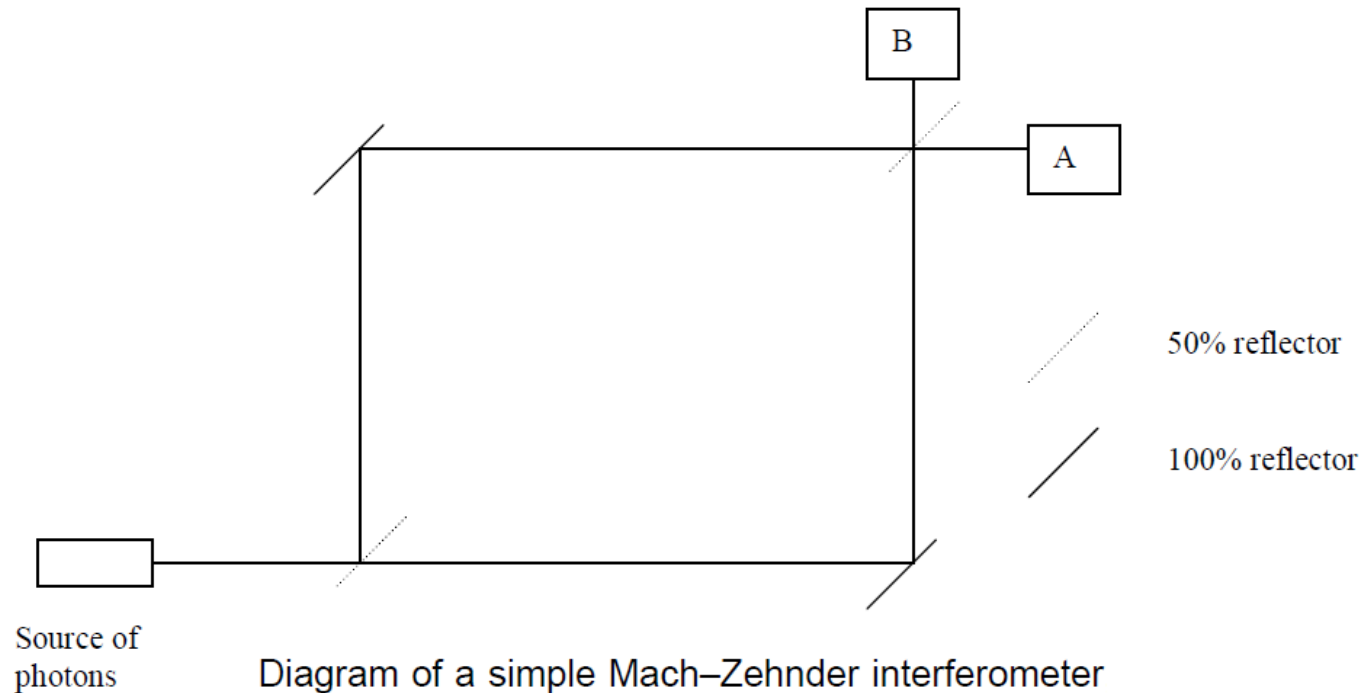 B
A
50% reflector
100% reflector
Source of
photons
Diagram of a simple Mach–Zehnder interferometer